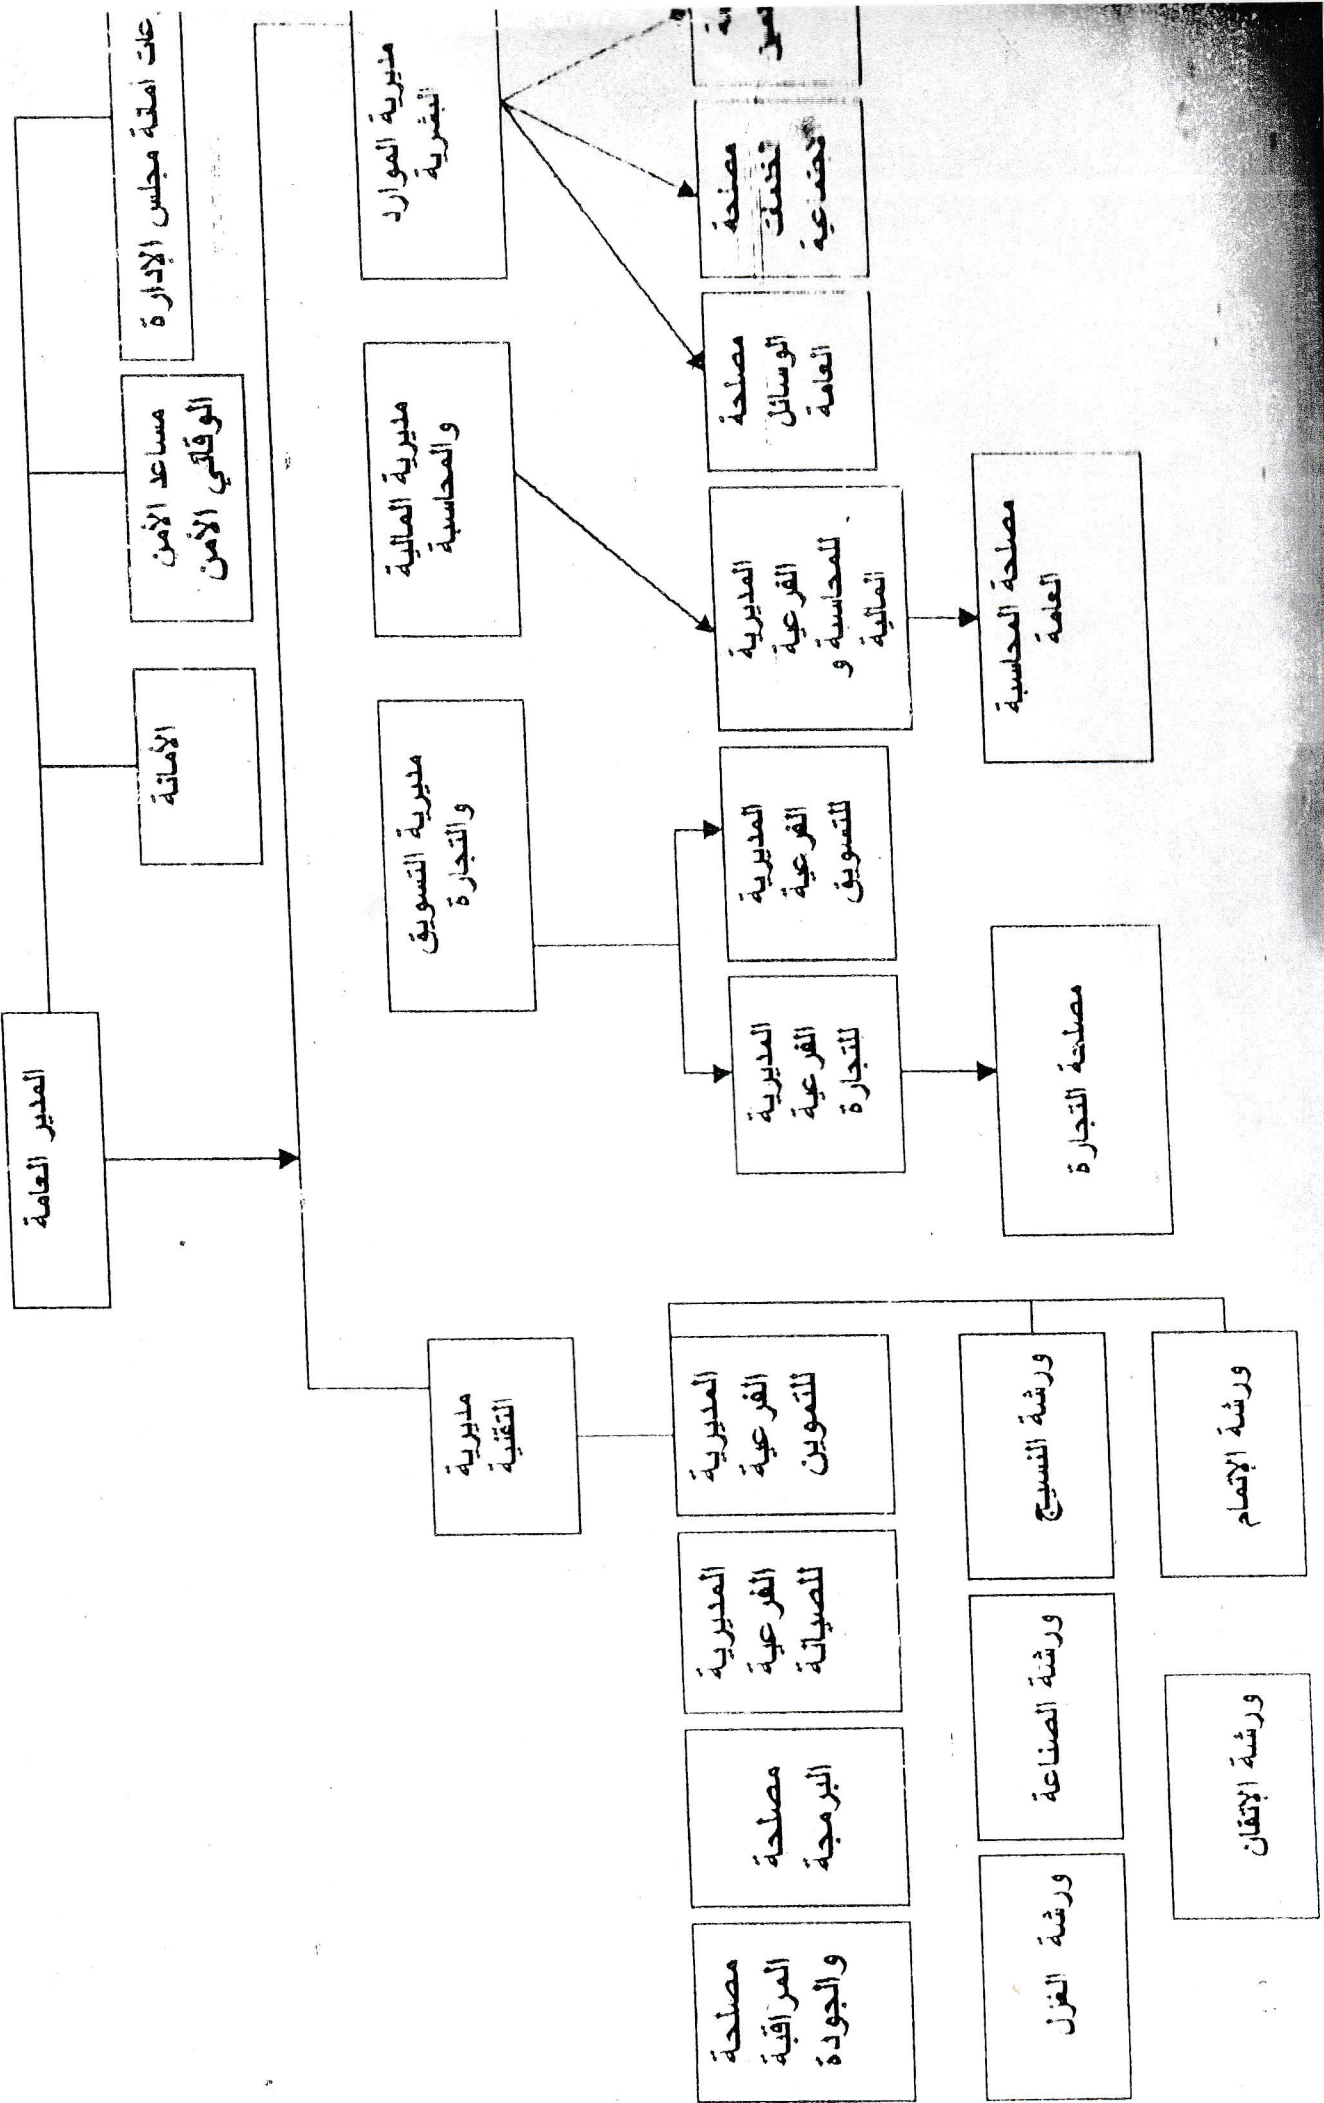 المدير العامة
الأمانة
مساعد الأمن
الوقائي الأمن
عات امتة مجلس الإدارة
مديرية الموارد
البشرية
مديرية المالية
والمحاسبة
مديرية التسويق
والتجارة
مديرية
التقنية
مصلحة
مصلحة
الوسائل
العامة
المديرية
الفرعية
للمحاسبة و
المالية
المديرية
الفرعية
للتسويق
المديرية
الفرعية
للتجارة
المديرية
الفرعية
للتموين
المديرية
الفرعية
للصيانة
مصلحة
البرمجة
مصلحة
المراقبة
والجودة
مصلحة المحاسبة
العامة
مصلحة التجارة
ورشة النسيج
ورشة الصناعة
ورشة الغزل
ورشة الإتمام
ورشة الإتقان